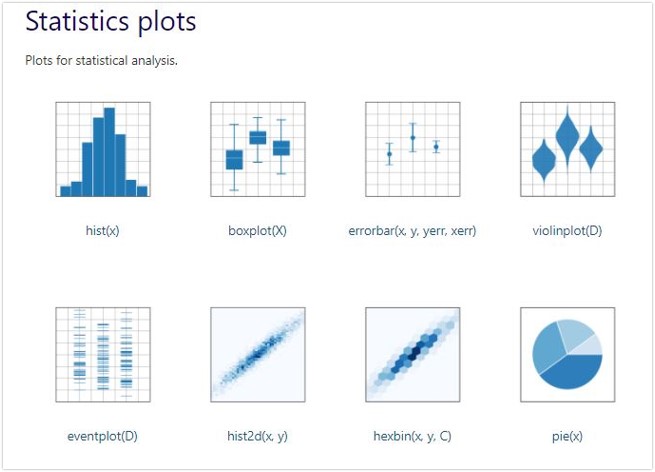 Statistics plots
Plots for statistical analysis.
hist(x)
boxplot(X)
errorbar(x, y, yerr, xerr)
violinplot(D)
eventplot(D)
hist2d(x, y)
hexbin(x, y, C)
pie(x)